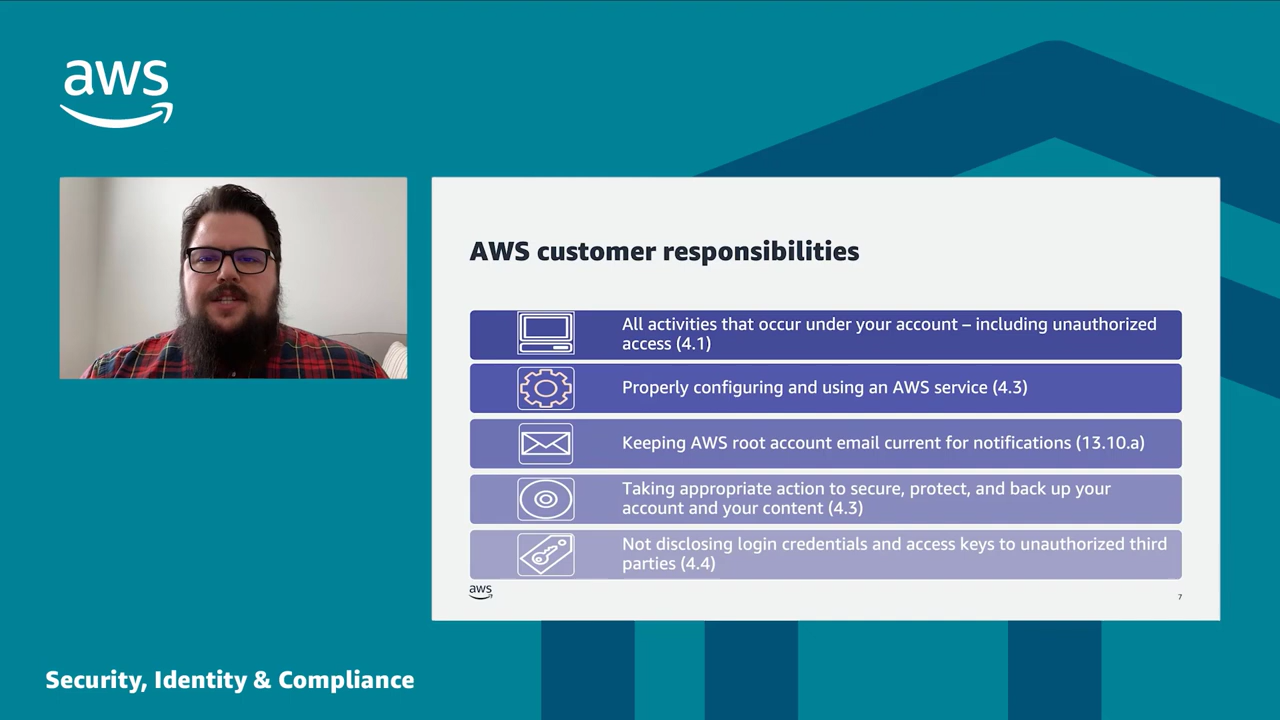 aws
AWS customer responsibilities
All activities that occur under your account – including unauthorized
access (4.1)
Properly configuring and using an AWS service (4.3)
Keeping AWS root account email current for notifications (13.10.a)
Taking appropriate action to secure, protect, and back up your
account and your content (4.3)
Not disclosing login credentials and access keys to unauthorized third
parties (4.4)
aws
7
Security, Identity & Compliance